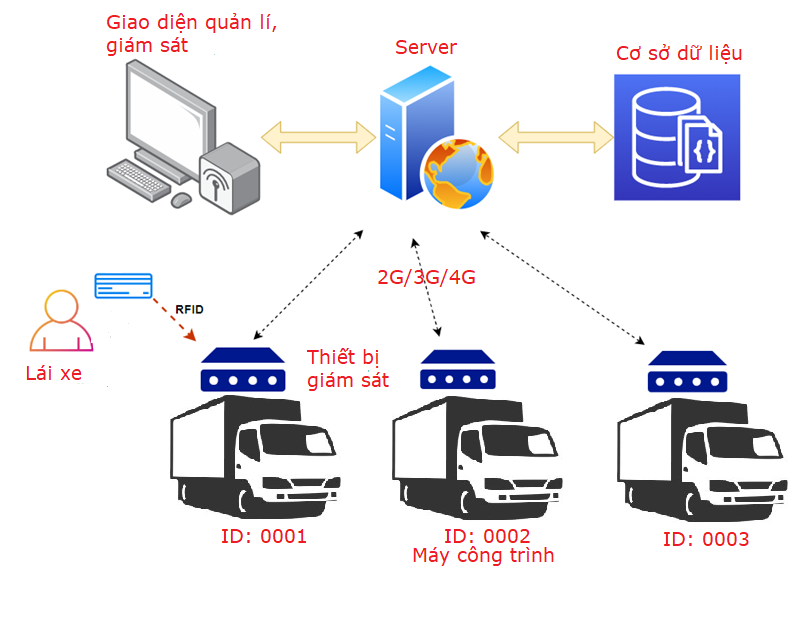 Giao diện quản lí,
giám sát
Server
Cơ sở dữ liệu
2G/3G/4G
RFID
Lái xe
Thiết bị
giám sát
ID: 0001
ID: 0002
Máy công trình
ID: 0003